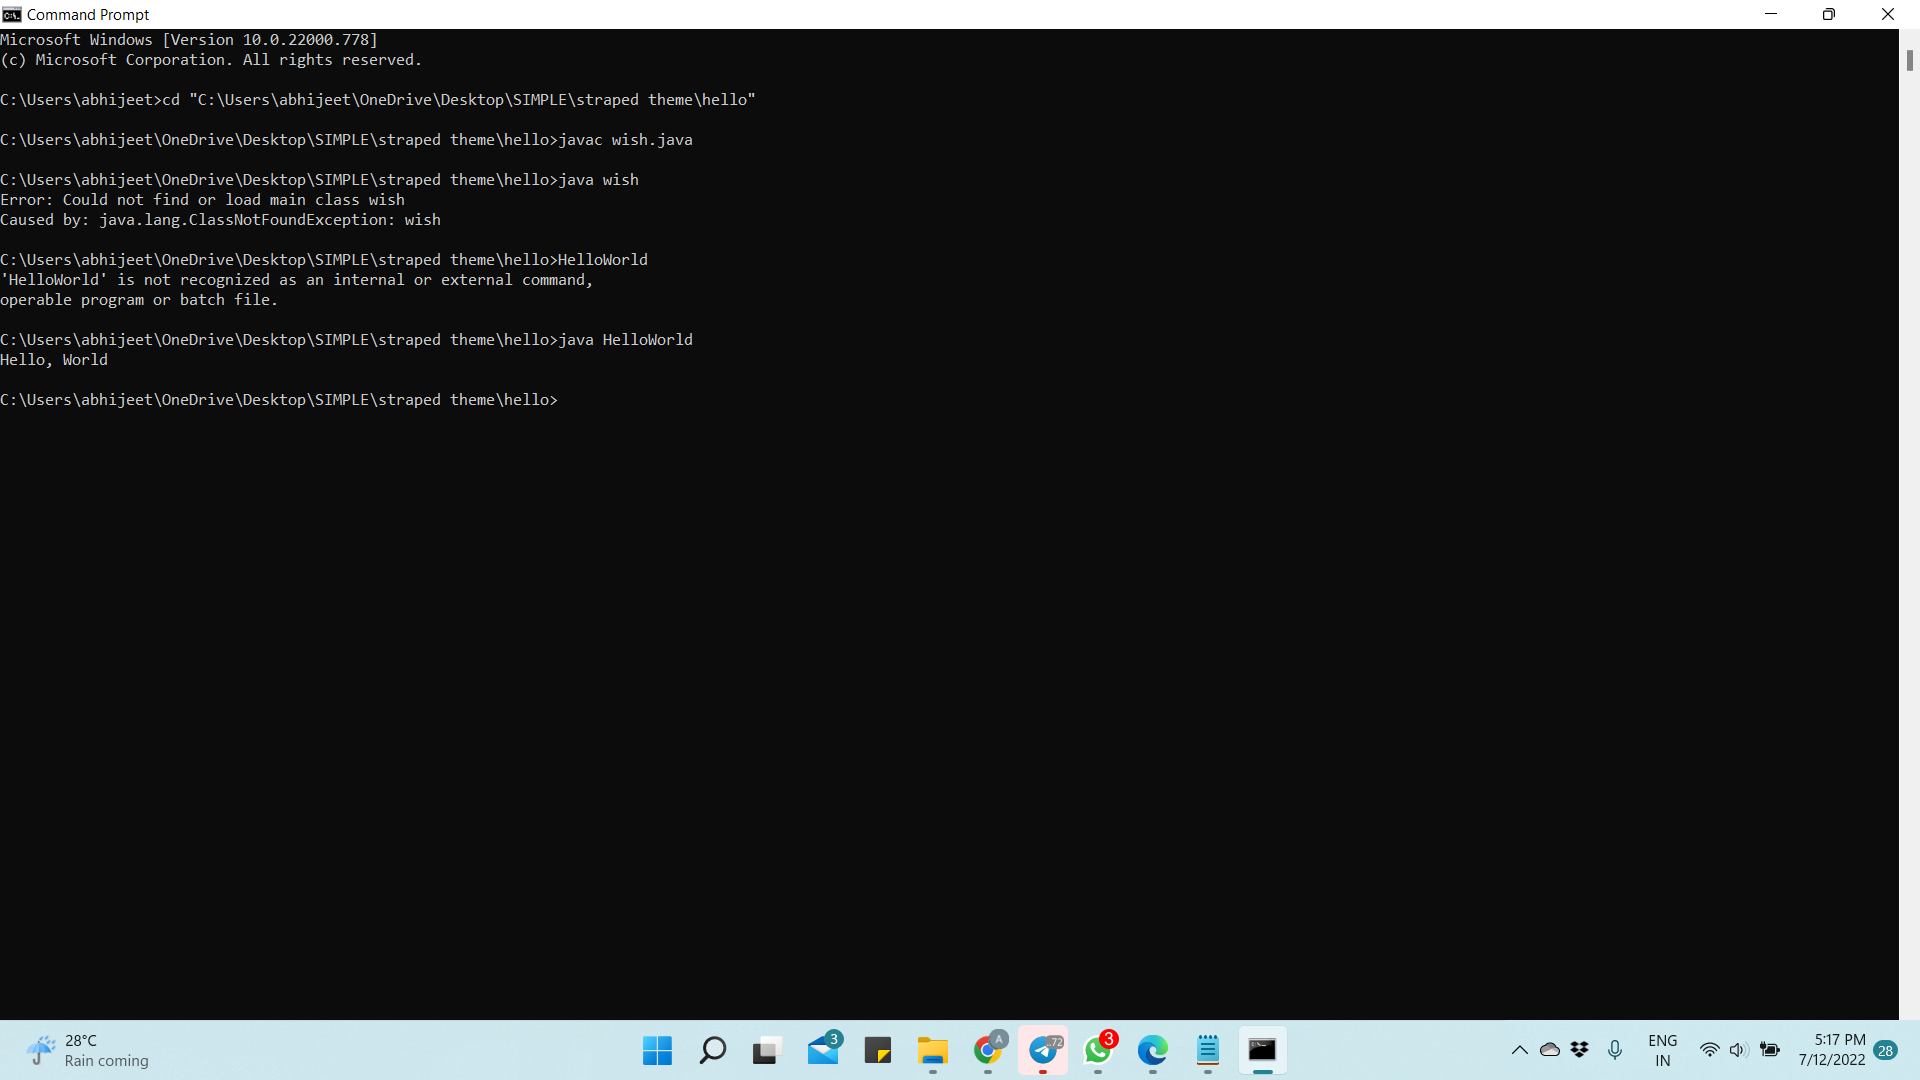 Command Prompt
Microsoft Windows [Version 10.0.22000.778]
(c) Microsoft Corporation. All rights reserved.
C:\Users\abhijeet>cd "C:\Users\abhijeet\OneDrive\Desktop\SIMPLE\straped theme\hello"
C:\Users\abhijeet\OneDrive\Desktop\SIMPLE\straped theme\hello>javac wish.java
C:\Users\abhijeet\OneDrive\Desktop\SIMPLE\straped theme\hello>java wish
Error: Could not find or load main class wish
Caused by: java.lang.ClassNotFoundException: wish
C:\Users\abhijeet\OneDrive\Desktop\SIMPLE\straped theme\hello>HelloWorld
'HelloWorld' is not recognized as an internal or external command,
operable program or batch file.
C:\Users\abhijeet\OneDrive\Desktop\SIMPLE\straped theme\hello>java HelloWorld
Hello, World
C:\Users\abhijeet\OneDrive\Desktop\SIMPLE\straped theme\hello>
28°C
Rain coming
3
A
..72
3
ENG
IN
5:17 PM
7/12/2022
28